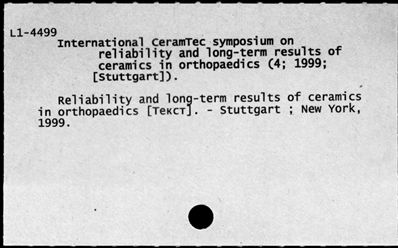 L1-4499
International CeramTec symposium on
reliability and long-term results of
ceramics in orthopaedics (4; 1999;
[Stuttgart]).
Reliability and long-term results of ceramics
in orthopaedics [Текст]. - Stuttgart ; New York,
1999.